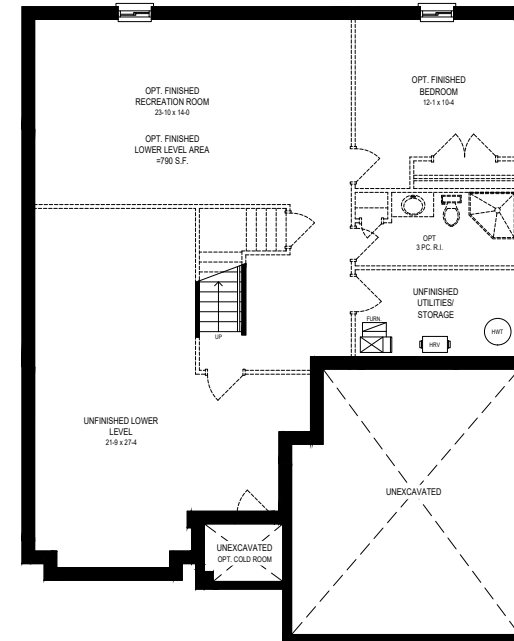 OPT. FINISHED
RECREATION ROOM
23-10 x 14-0
OPT. FINISHED
LOWER LEVEL AREA
=790 S.F.
OPT. FINISHED
BEDROOM
12-1 x 10-4
OPT
3 PC. R.I.
UNFINISHED
UTILITIES/
STORAGE
FURN.
HRV
HWT
UP
UNFINISHED LOWER
LEVEL
21-9 x 27-4
UNEXCAVATED
UNEXCAVATED
OPT. COLD ROOM